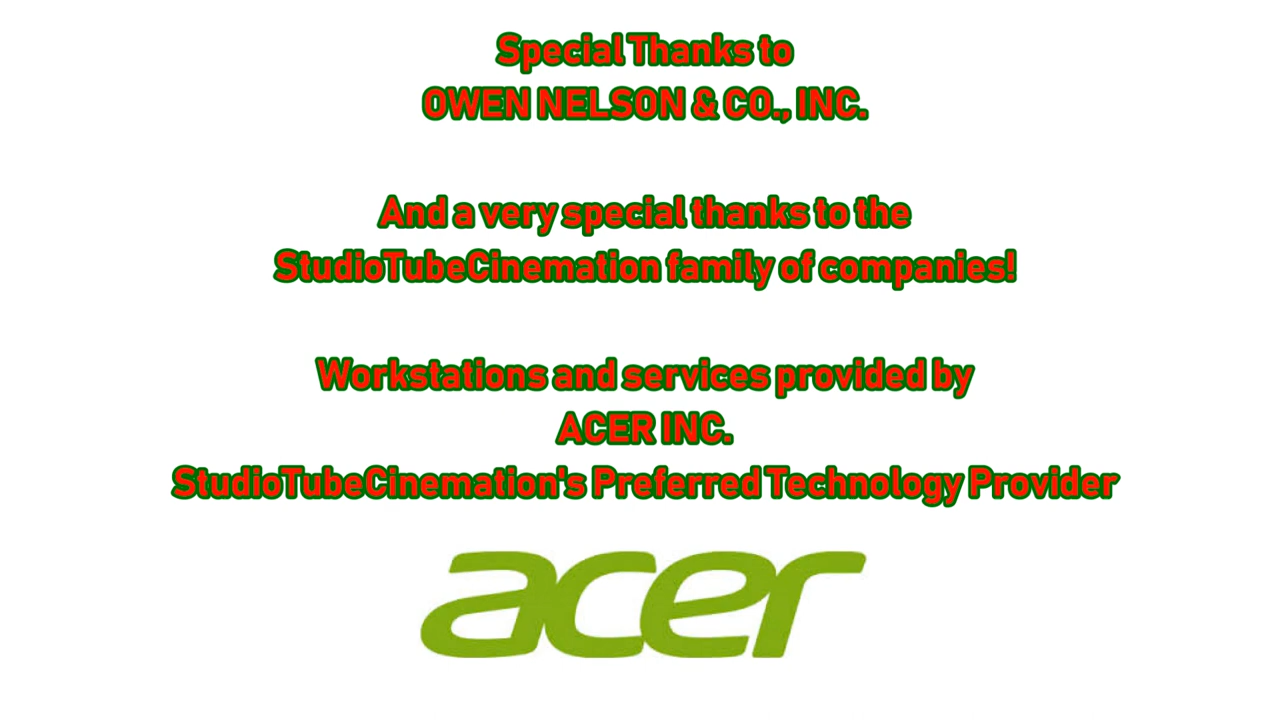 Special Thanks to
OWEN NELSON & CO., INC.
And a very special thanks to the
StudioTubeCinemation family of companies!
Workstations and services provided by
ACER INC.
StudioTubeCinemation's Preferred Technology Provider
acer